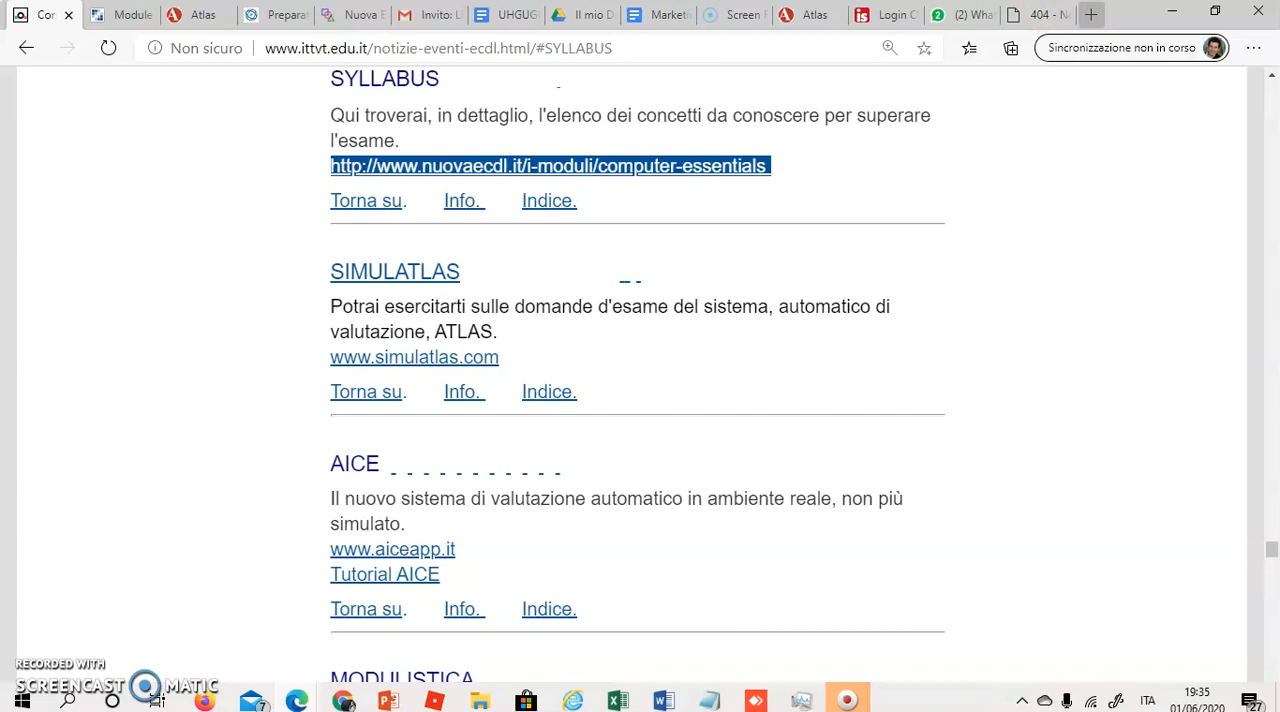 Cor
Module
Atlas
Preparat
Nuova E
Invito: LI
UHGUG
Il mio D
Marketi
Screen F
Atlas
Login C
(2) Wha
404 - No
Non sicuro
www.ittvt.edu.it/notizie-eventi-ecdl.html/#SYLLABUS
Sincronizzazione non in corso
SYLLABUS
Qui troverai, in dettaglio, l'elenco dei concetti da conoscere per superare
l'esame.
http://www.nuovaecdl.it/i-moduli/computer-essentials
Torna su. Info. Indice.
SIMULATLAS
Potrai esercitarti sulle domande d'esame del sistema, automatico di
valutazione, ATLAS.
www.simulatlas.com
Torna su. Info. Indice.
AICE
Il nuovo sistema di valutazione automatico in ambiente reale, non più
simulato.
www.aiceapp.it
Tutorial AICE
Torna su. Info. Indice.
MODULISTICA
RECORDED WITH
SCREENCAST MATIC
7
ITA
19:35
01/06/2020
27